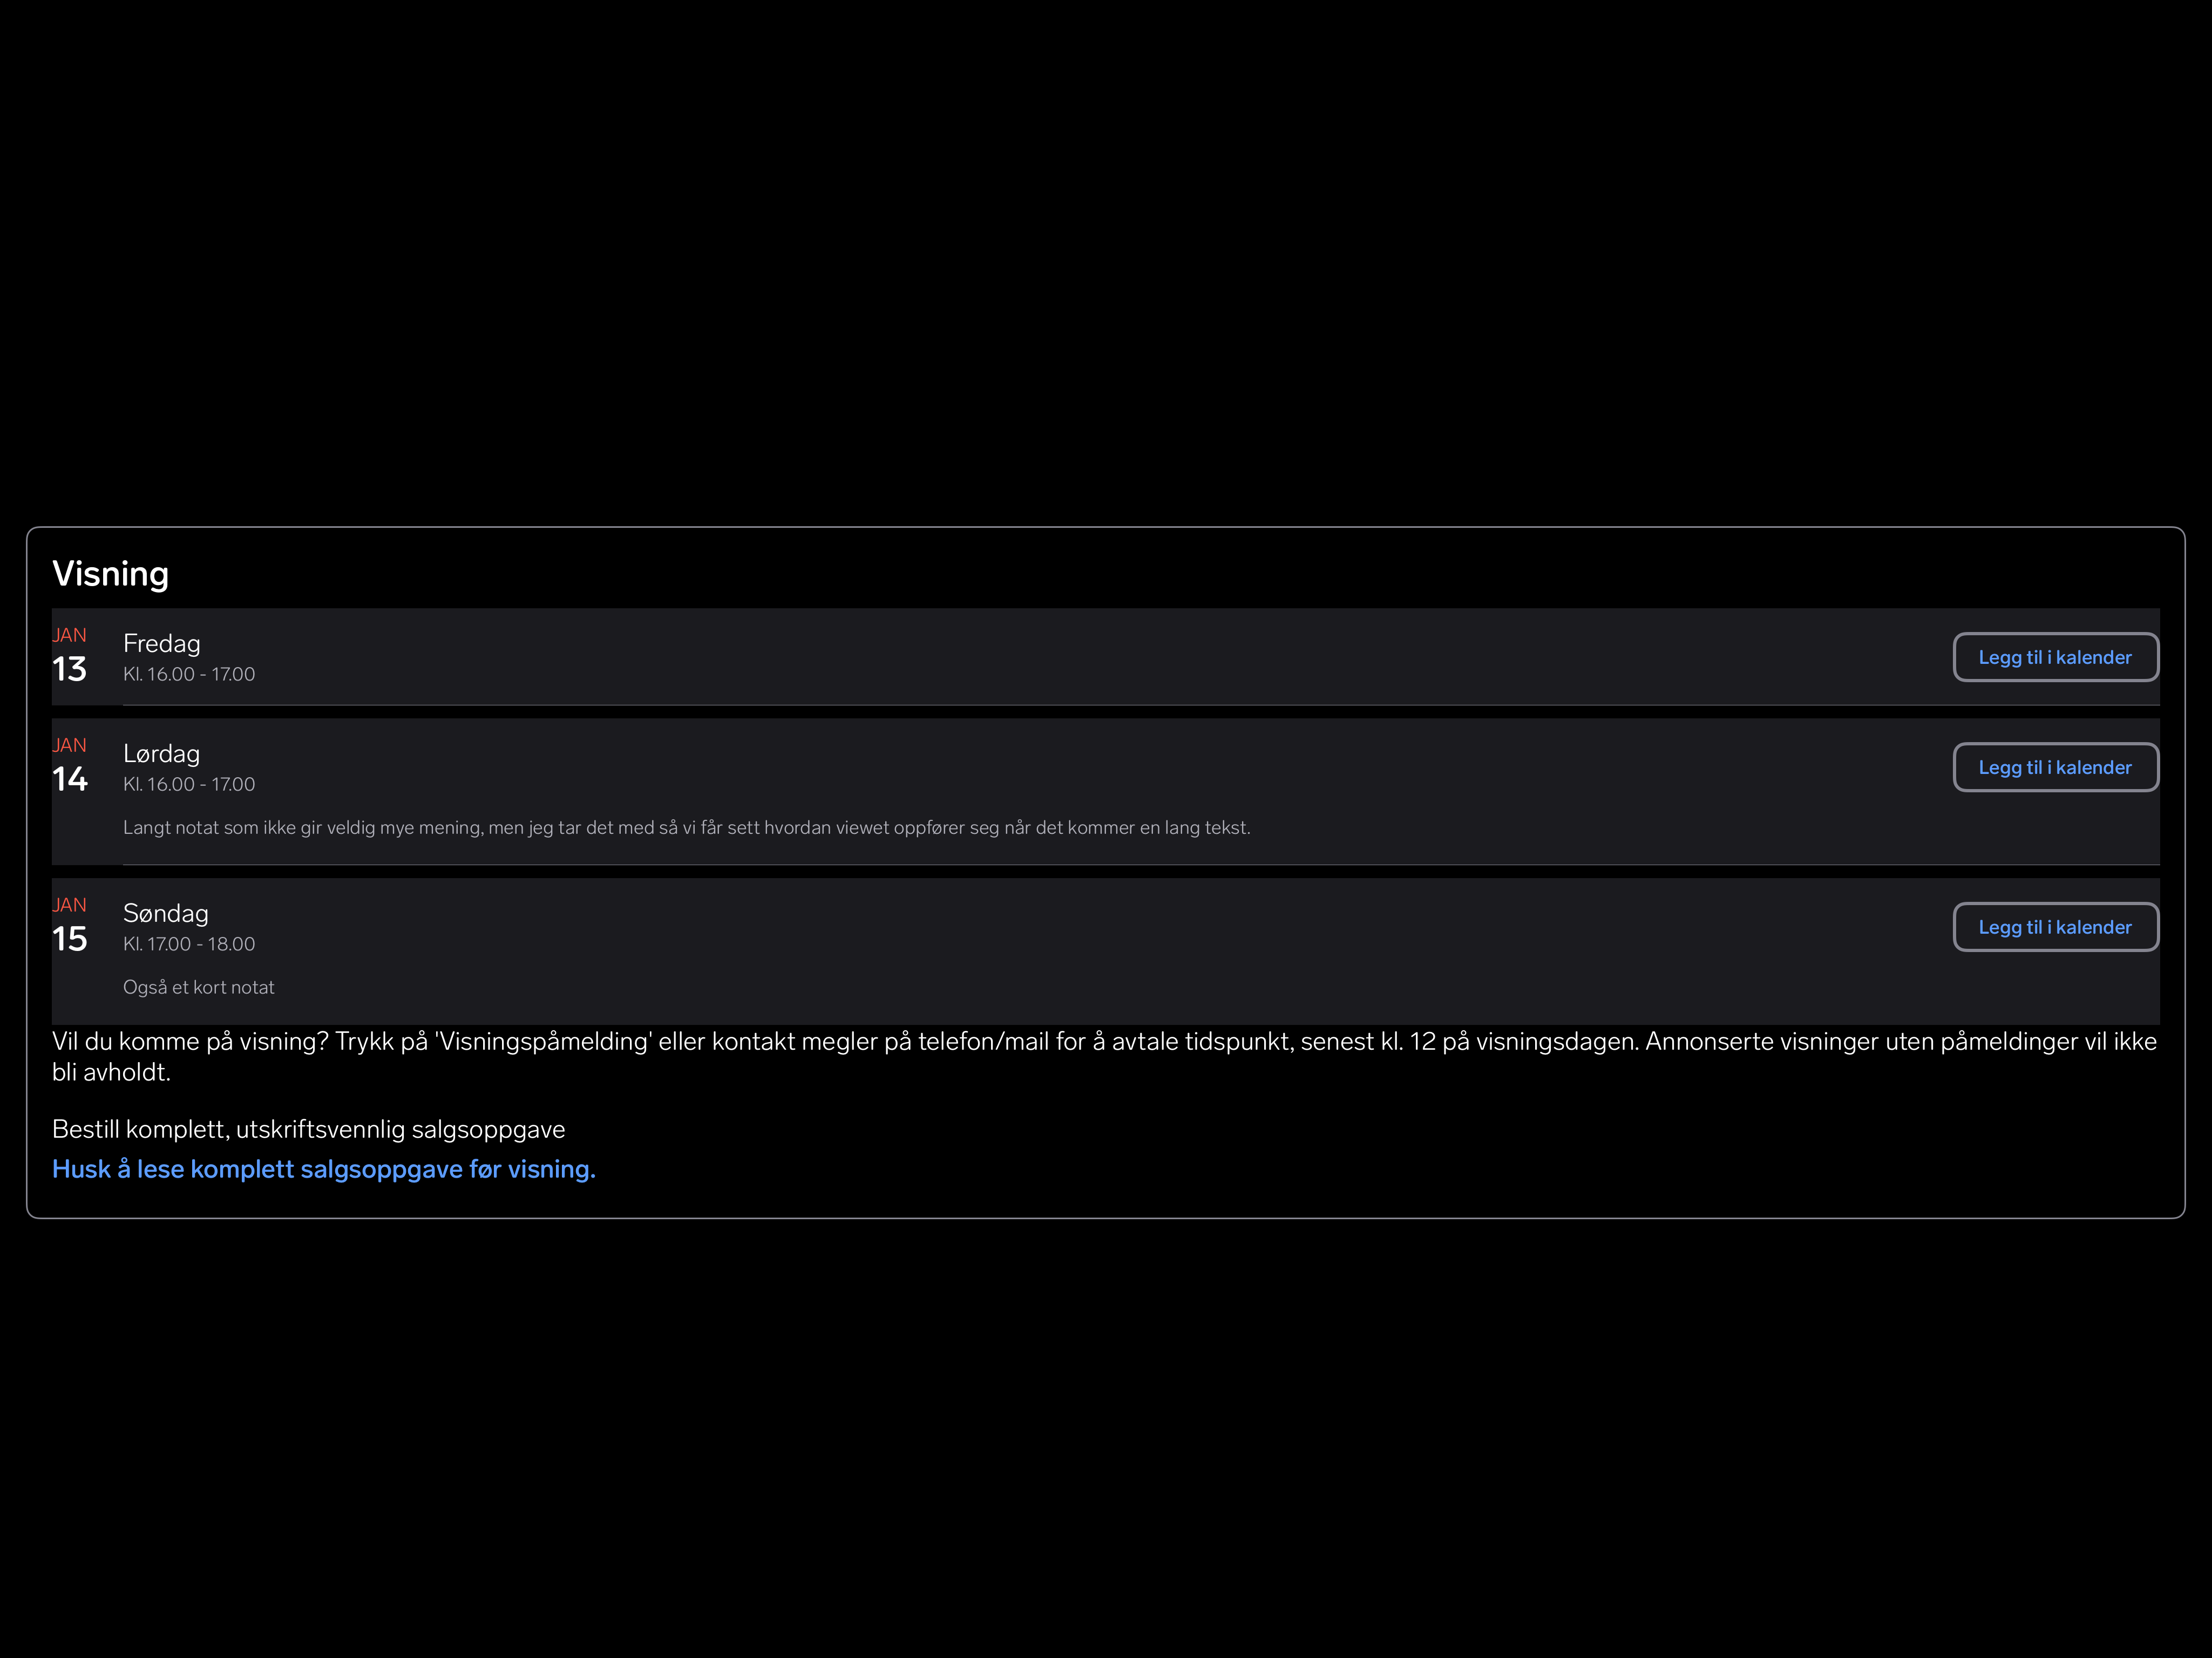 Visning
JAN
13
Fredag
Kl. 16.00 - 17.00
Legg til i kalender
JAN
14
Lørdag
Kl. 16.00 - 17.00
Legg til i kalender
Langt notat som ikke gir veldig mye mening, men jeg tar det med så vi får sett hvordan viewet oppfører seg når det kommer en lang tekst.
JAN
15
Søndag
Kl. 17.00 - 18.00
Legg til i kalender
Også et kort notat
Vil du komme på visning? Trykk på 'Visningspåmelding' eller kontakt megler på telefon/mail for å avtale tidspunkt, senest kl. 12 på visningsdagen. Annonserte visninger uten påmeldinger vil ikke
bli avholdt.
Bestill komplett, utskriftsvennlig salgsoppgave
Husk å lese komplett salgsoppgave før visning.